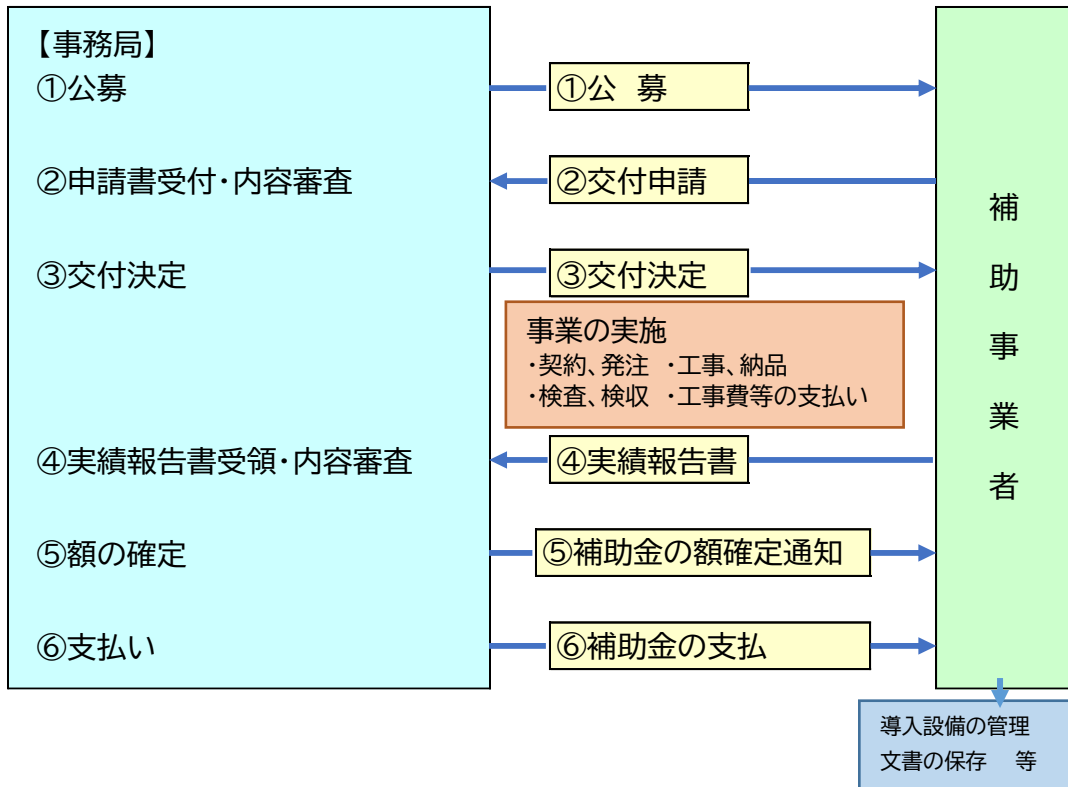 【事務局】
①公募
①公 募
②申請書受付・内容審査
②交付申請
③交付決定
③交付決定
事業の実施
・契約、発注 ・工事、納品
・検査、検収 ・工事費等の支払い
④実績報告書受領・内容審査
④実績報告書
⑤額の確定
⑤補助金の額確定通知
⑥支払い
⑥補助金の支払
補
助
事
業
者
導入設備の管理
文書の保存 等